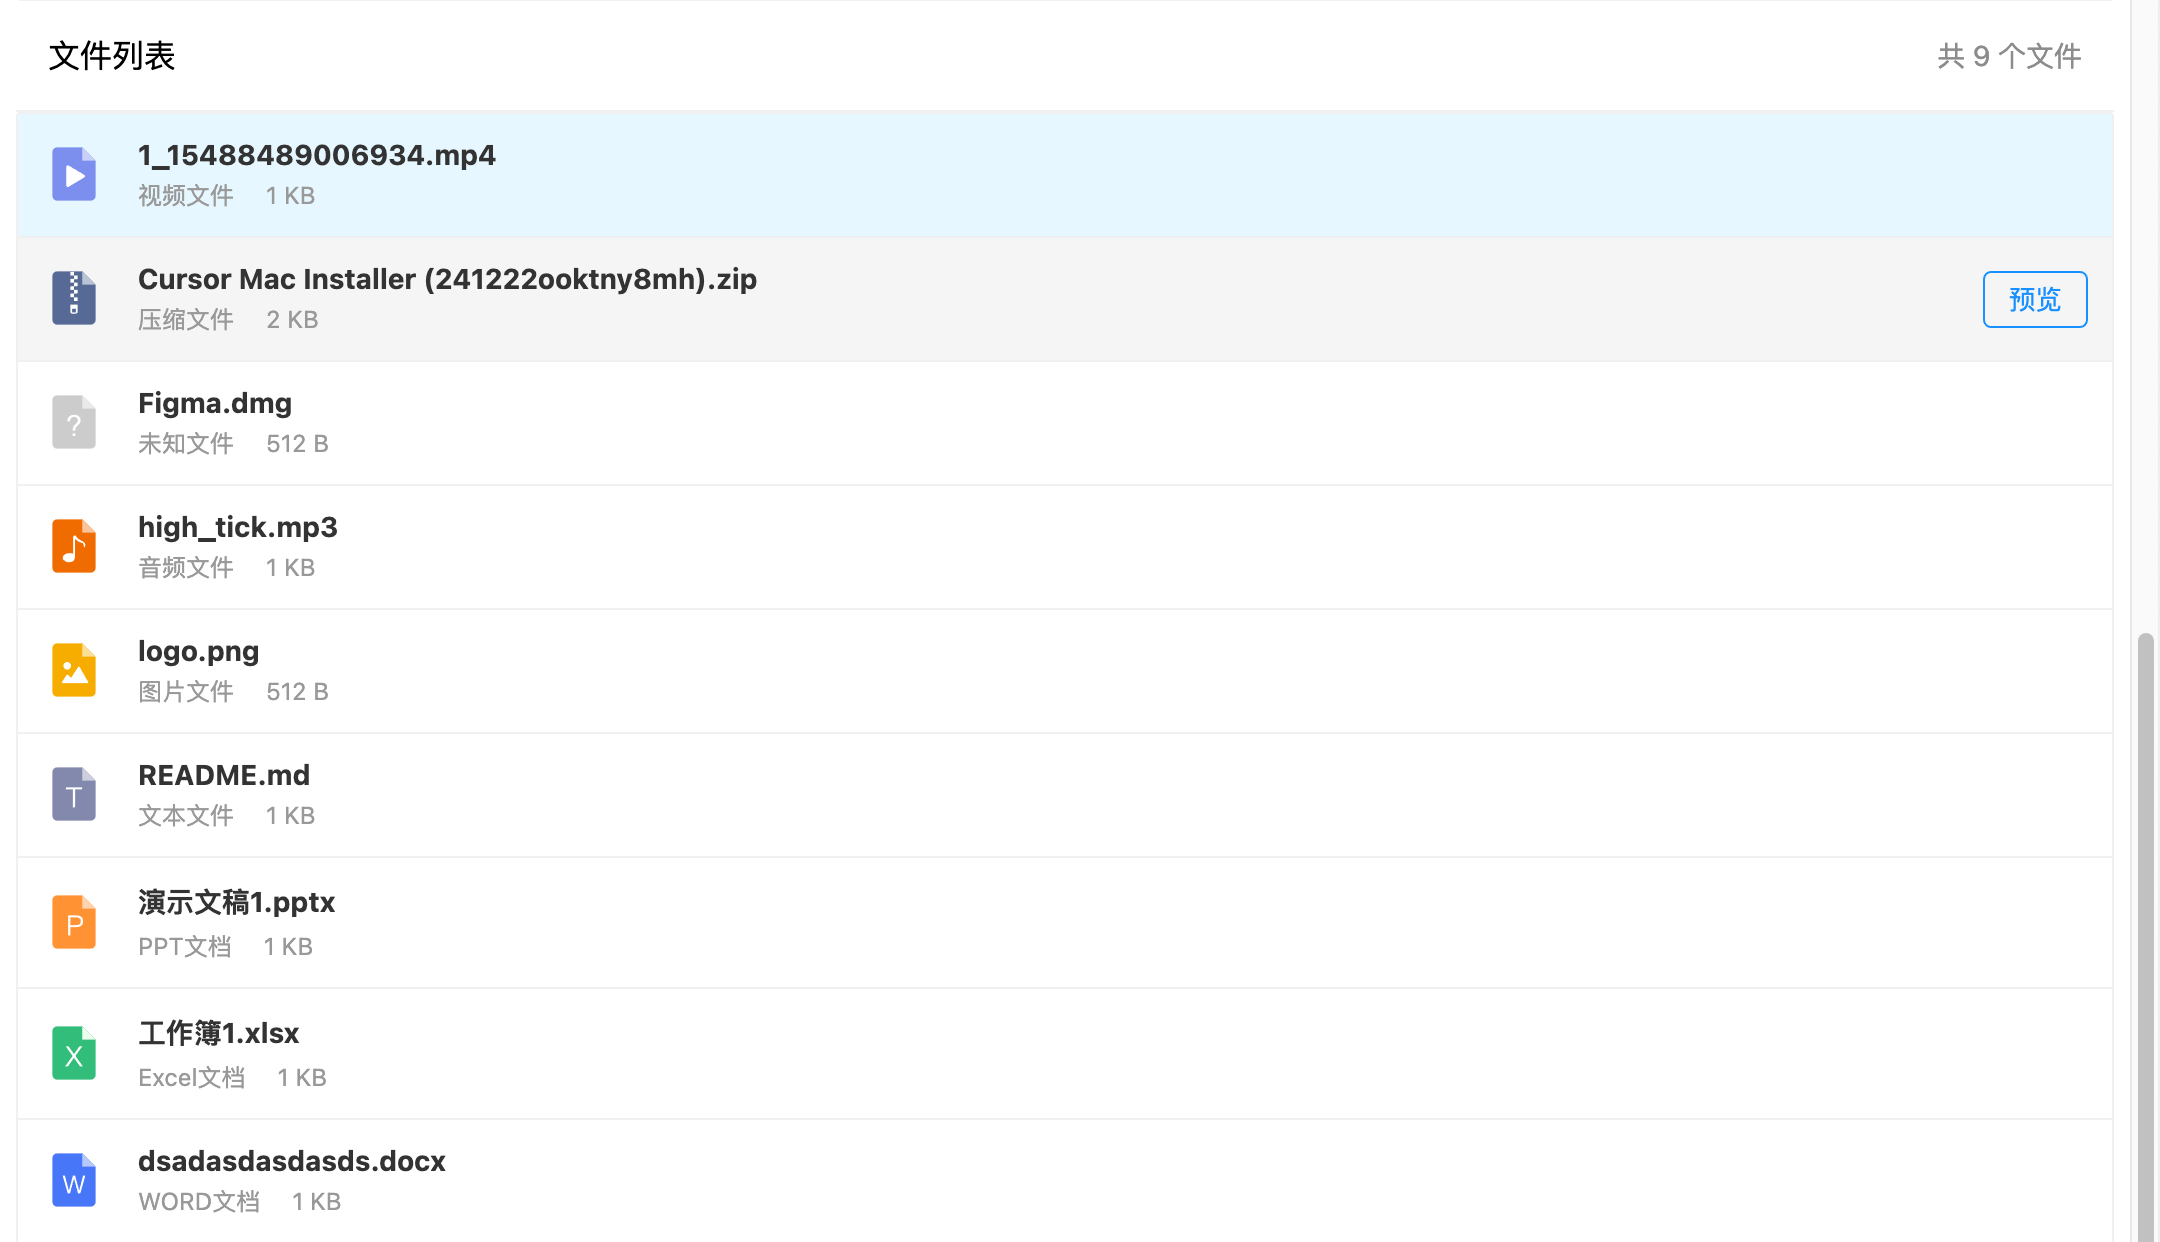 文件列表
共 9 个文件
1_15488489006934.mp4
视频文件 1 KB
Cursor Mac Installer (241222ooktny8mh).zip
压缩文件 2 KB
预览
?
Figma.dmg
未知文件 512 B
high_tick.mp3
音频文件 1 KB
logo.png
图片文件 512 B
T
README.md
文本文件 1 KB
P
演示文稿1.pptx
PPT文档 1 KB
X
工作簿1.xlsx
Excel文档 1 KB
W
dsadasdasdasds.docx
WORD文档 1 KB